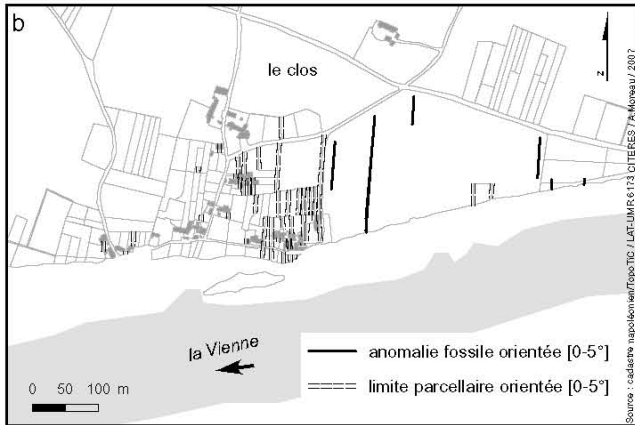 b
le clos
z
la Vienne
0 50 100 m
anomalie fossile orientée [0-5°]
limite parcellaire orientée [0-5°]
Source : cadastre napoléonien/TopoTIC / LAT-UMR 6173 CITERES / A.Moreau / 2007